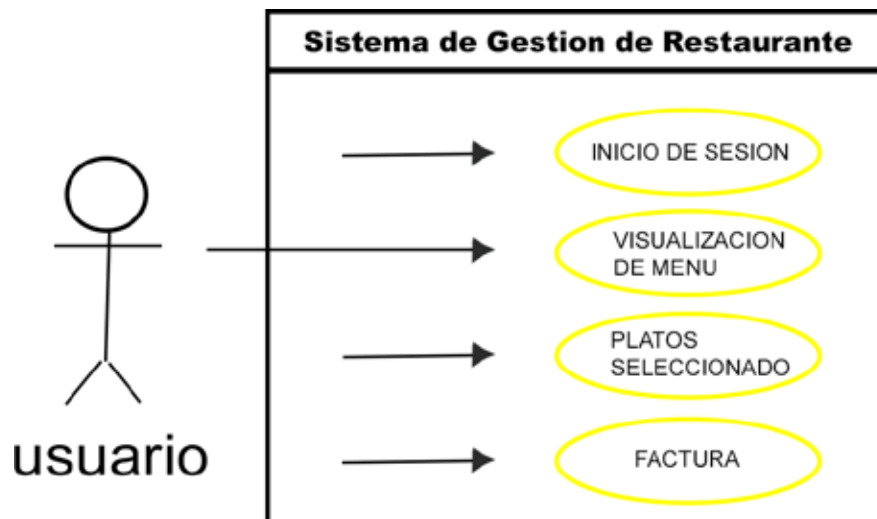 Sistema de Gestion de Restaurante
INICIO DE SESION
VISUALIZACION
DE MENU
PLATOS
SELECCIONADO
FACTURA
usuario